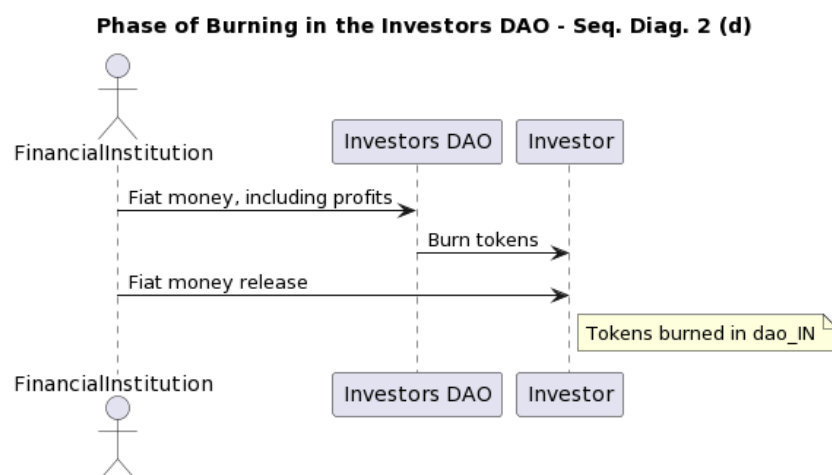 Phase of Burning in the Investors DAO - Seq. Diag. 2 (d)
FinancialInstitution
Investors DAO
Investor
Fiat money, including profits
Burn tokens
Fiat money release
Tokens burned in dao_IN
FinancialInstitution
Investors DAO
Investor